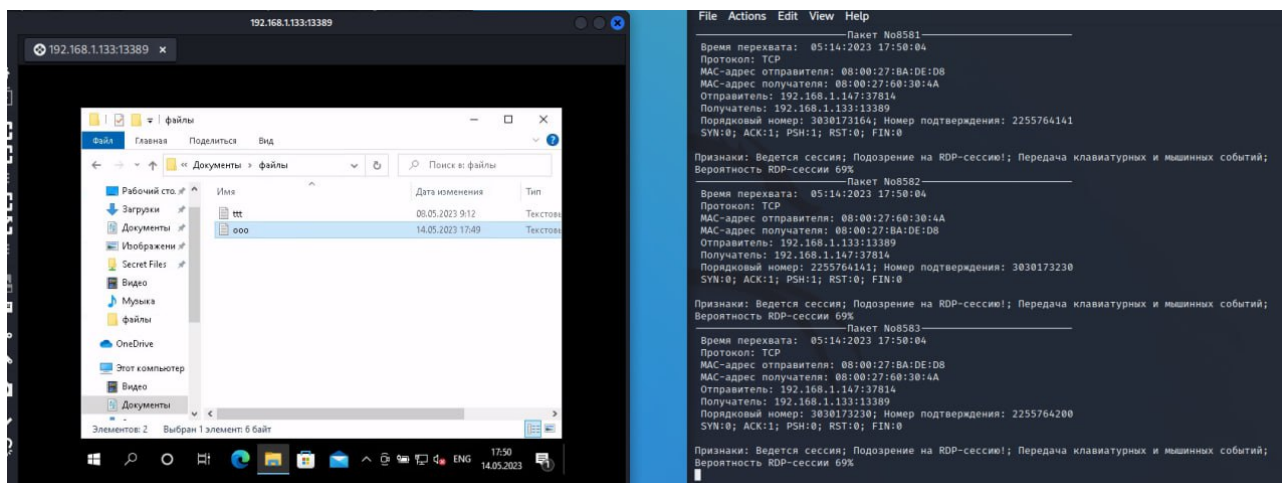 192.168.1.133:13389
192.168.1.133:13389 ×
файлы
Файл Главная Поделиться Вид
« Документы › файлы
Поиск в: файлы
Имя Дата изменения Тип
Рабочий сто.
Загрузки
Документы
Изображени
Secret Files
Видео
Музыка
файлы
OneDrive
Этот компьютер
Видео
Документы
ttt 08.05.2023 9:12 Текстовы
ooo 14.05.2023 17:49 Текстовы
Элементов: 2 Выбран 1 элемент: 6 байт
ENG 17:50
14.05.2023
File Actions Edit View Help
Пакет No8581
Время перехвата: 05:14:2023 17:50:04
Протокол: TCP
MAC-адрес отправителя: 08:00:27:BA:DE:D8
MAC-адрес получателя: 08:00:27:60:30:4A
Отправитель: 192.168.1.147:37814
Получатель: 192.168.1.133:13389
Порядковый номер: 3030173164; Номер подтверждения: 2255764141
SYN:0; ACK:1; PSH:1; RST:0; FIN:0
Признаки: Ведется сессия; Подозрение на RDP-сессию!; Передача клавиатурных и мышинных событий;
Вероятность RDP-сессии 69%
Пакет No8582
Время перехвата: 05:14:2023 17:50:04
Протокол: TCP
MAC-адрес отправителя: 08:00:27:60:30:4A
MAC-адрес получателя: 08:00:27:BA:DE:D8
Отправитель: 192.168.1.133:13389
Получатель: 192.168.1.147:37814
Порядковый номер: 2255764141; Номер подтверждения: 3030173230
SYN:0; ACK:1; PSH:1; RST:0; FIN:0
Признаки: Ведется сессия; Подозрение на RDP-сессию!; Передача клавиатурных и мышинных событий;
Вероятность RDP-сессии 69%
Пакет No8583
Время перехвата: 05:14:2023 17:50:04
Протокол: TCP
MAC-адрес отправителя: 08:00:27:BA:DE:D8
MAC-адрес получателя: 08:00:27:60:30:4A
Отправитель: 192.168.1.147:37814
Получатель: 192.168.1.133:13389
Порядковый номер: 3030173230; Номер подтверждения: 2255764200
SYN:0; ACK:1; PSH:0; RST:0; FIN:0
Признаки: Ведется сессия; Подозрение на RDP-сессию!; Передача клавиатурных и мышинных событий;
Вероятность RDP-сессии 69%